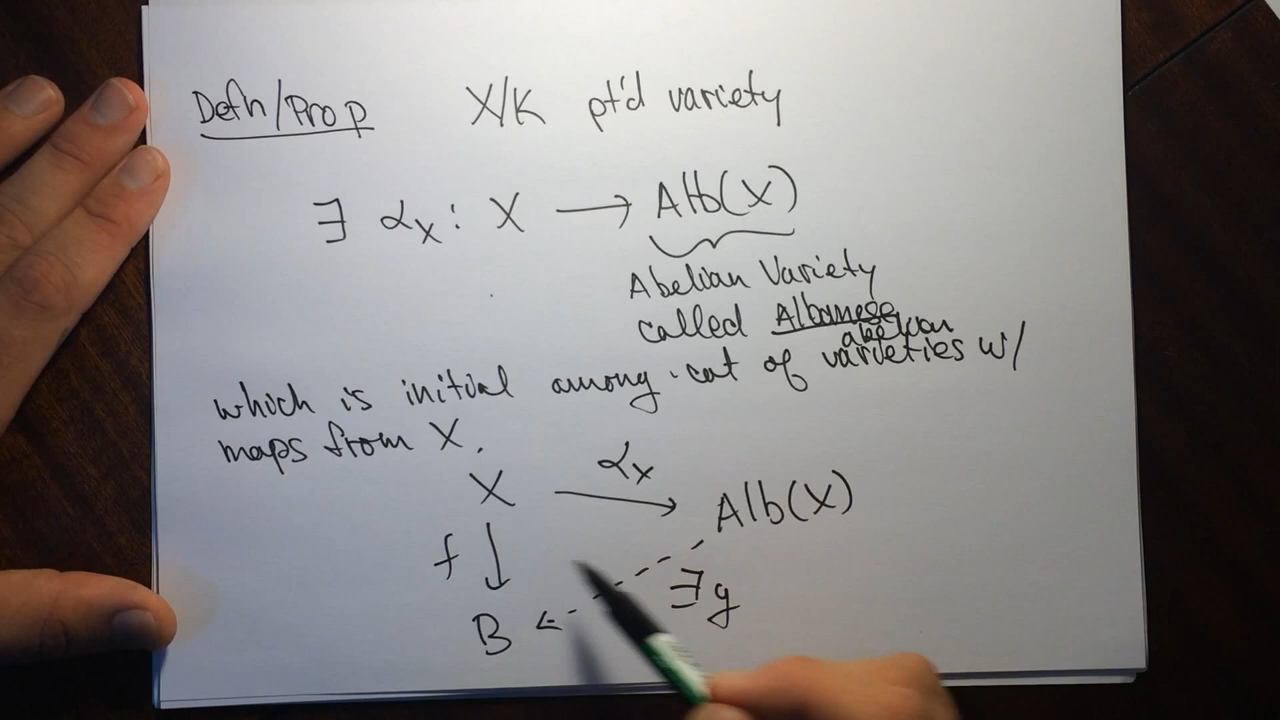 Defn/Prop X/K pt'd variety
∃ α_X : X → Alb(X)
Abelian Variety
called Albanese
abelian
which is initial among cat of varieties w/
maps from X.
X α_X → Alb(X)
f ↓
∃g
B